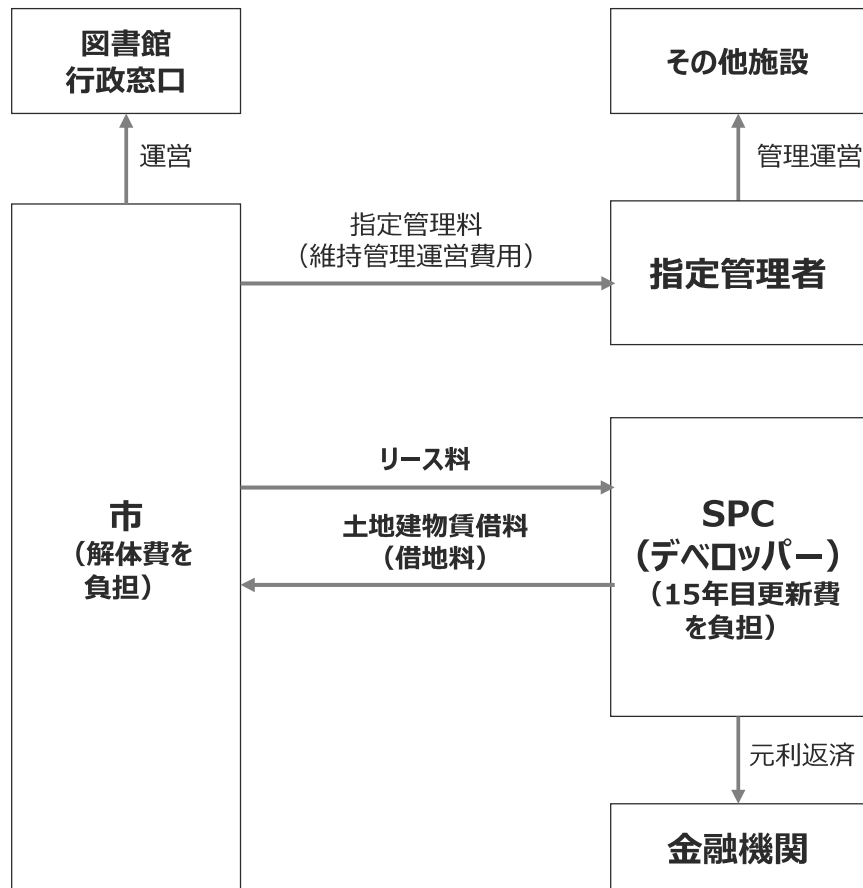 図書館
行政窓口
その他施設
運営
管理運営
指定管理料
（維持管理運営費用）
指定管理者
リース料
土地建物賃借料
（借地料）
市
（解体費を
負担）
SPC
（デベロッパー）
（15年目更新費
を負担）
元利返済
金融機関